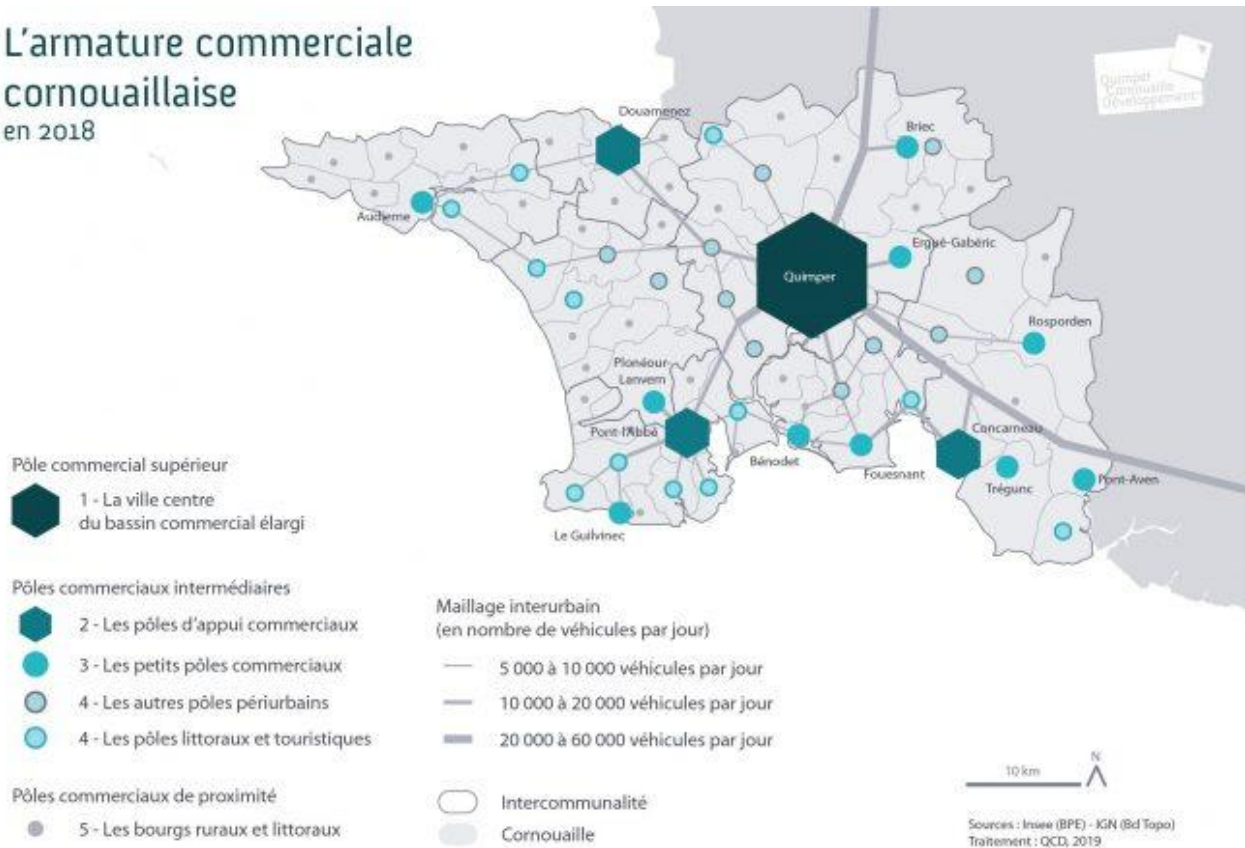 L'armature commerciale
cornouaillaise
en 2018
Quimper
Cornouaille
Développement
Douarnenez
Briec
Audierne
Ergué-Gabéric
Quimper
Rosporden
Plonéour-
Lanvern
Pont-l'Abbé
Concarneau
Bénodet
Fouesnant
Trégunc
Pont-Aven
Le Guilvinec
Pôle commercial supérieur
1 - La ville centre
du bassin commercial élargi
Pôles commerciaux intermédiaires
2 - Les pôles d'appui commerciaux
3 - Les petits pôles commerciaux
4 - Les autres pôles périurbains
4 - Les pôles littoraux et touristiques
Pôles commerciaux de proximité
5 - Les bourgs ruraux et littoraux
Maillage interurbain
(en nombre de véhicules par jour)
5 000 à 10 000 véhicules par jour
10 000 à 20 000 véhicules par jour
20 000 à 60 000 véhicules par jour
Intercommunalité
Cornouaille
10 km
N
Sources : Insee (BPE) - IGN (Bd Topo)
Traitement : QCD, 2019